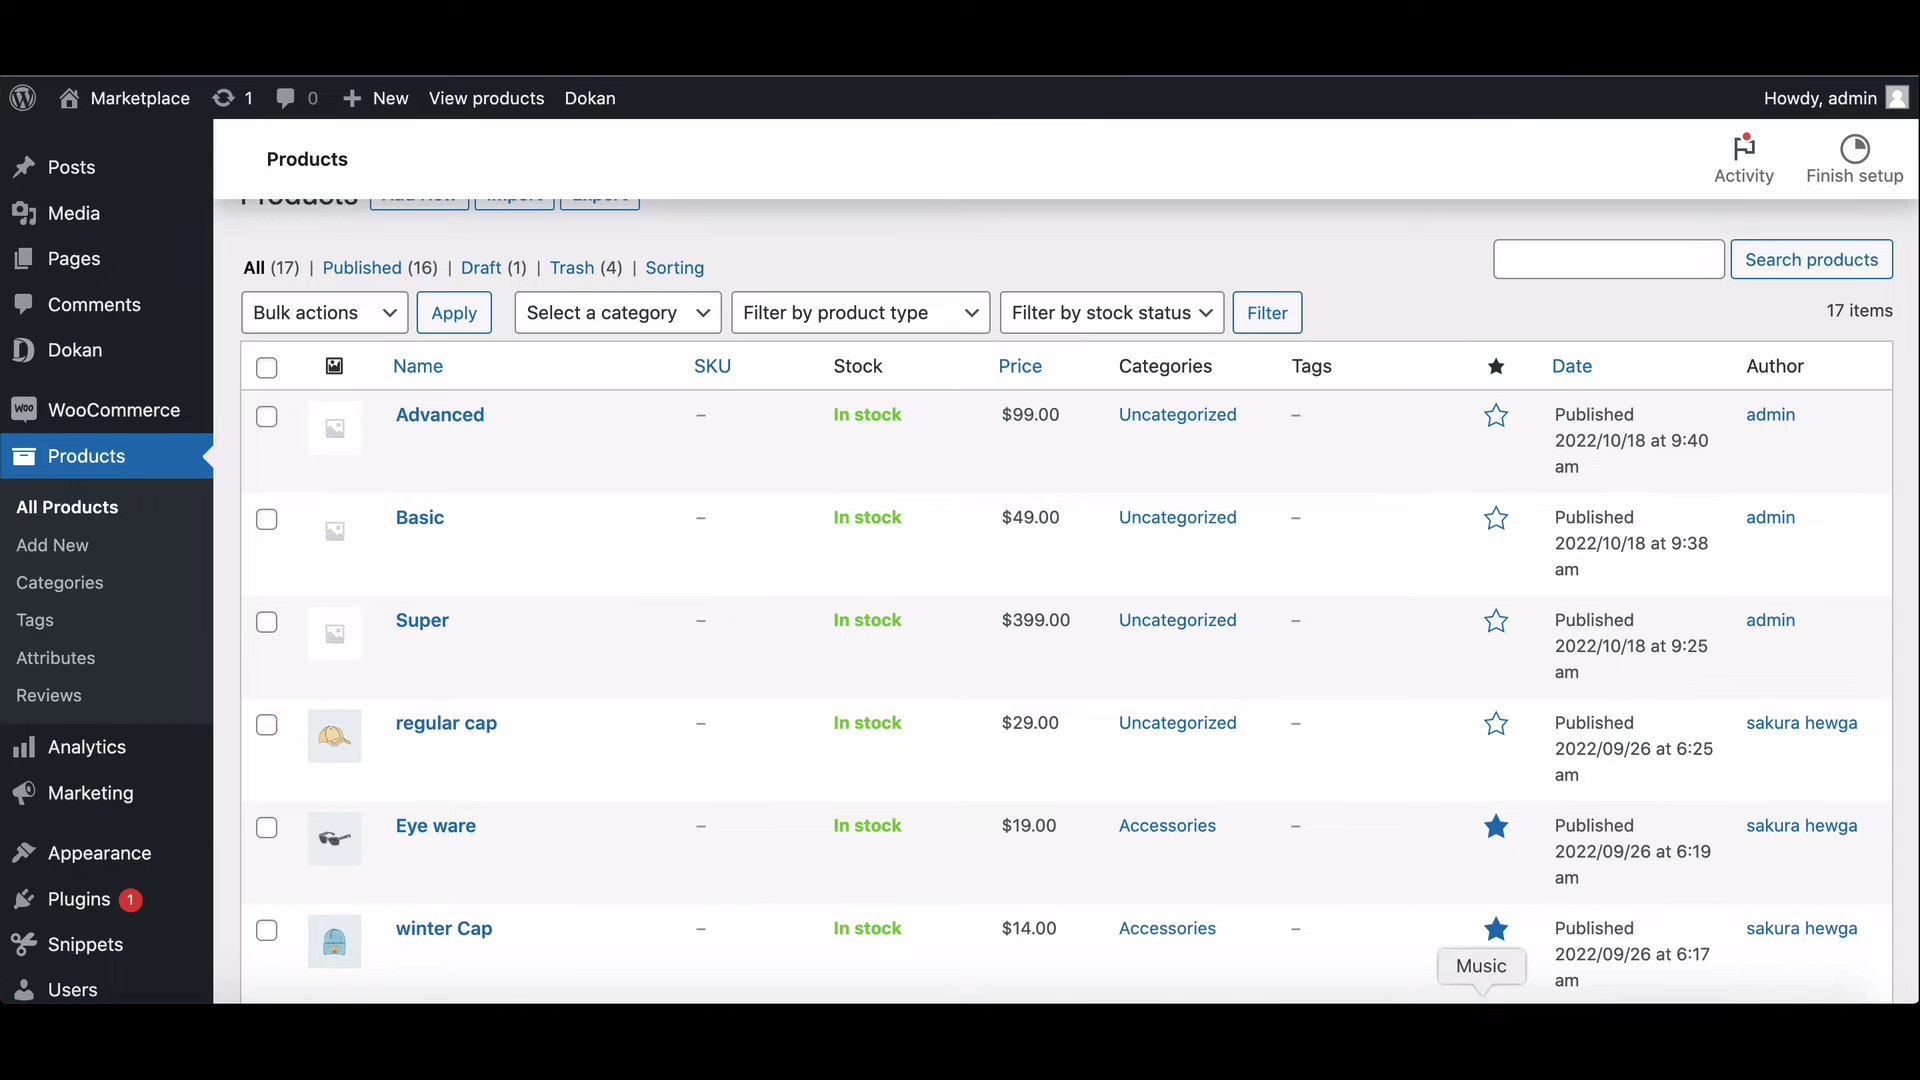 Marketplace 1 0 New View products Dokan Howdy, admin
Posts
Media
Pages
Comments
Dokan
WooCommerce
Products
All Products
Add New
Categories
Tags
Attributes
Reviews
Analytics
Marketing
Appearance
Plugins 1
Snippets
Users
Products
Activity
Finish setup
Products Add New Import Export
All (17) | Published (16) | Draft (1) | Trash (4) | Sorting
Search products
Bulk actions Apply Select a category Filter by product type Filter by stock status Filter 17 items
Name SKU Stock Price Categories Tags Date Author
Advanced – In stock $99.00 Uncategorized – Published admin
2022/10/18 at 9:40
am
Basic – In stock $49.00 Uncategorized – Published admin
2022/10/18 at 9:38
am
Super – In stock $399.00 Uncategorized – Published admin
2022/10/18 at 9:25
am
regular cap – In stock $29.00 Uncategorized – Published sakura hewga
2022/09/26 at 6:25
am
Eye ware – In stock $19.00 Accessories – Published sakura hewga
2022/09/26 at 6:19
am
winter Cap – In stock $14.00 Accessories – Published sakura hewga
2022/09/26 at 6:17
am
Music